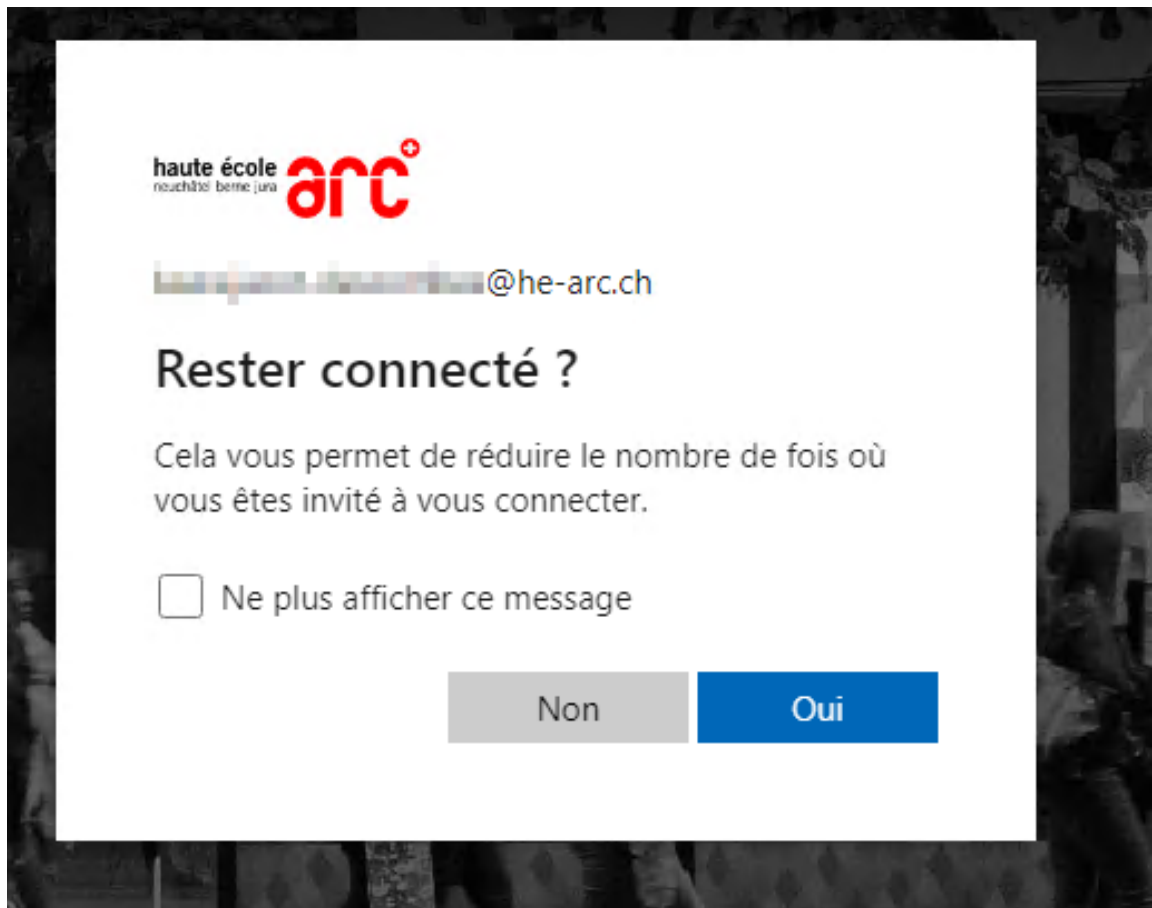 haute école
neuchâtel berne jura
arc
@he-arc.ch
Rester connecté ?
Cela vous permet de réduire le nombre de fois où
vous êtes invité à vous connecter.
Ne plus afficher ce message
Non
Oui